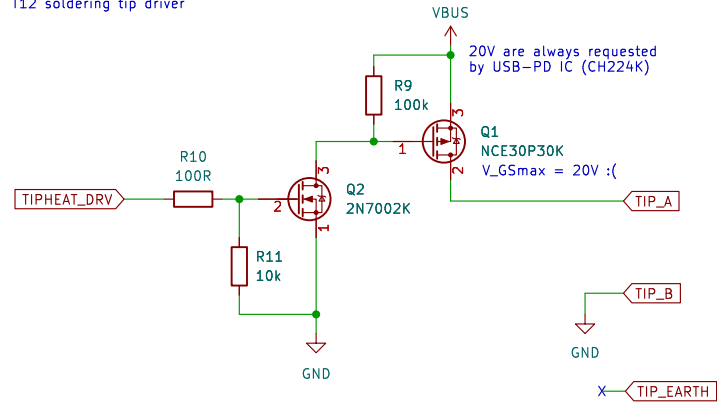 T12 soldering tip driver
VBUS
20V are always requested
by USB-PD IC (CH224K)
R9
100k
3
Q1
NCE30P30K
1
V_GSmax = 20V :(
2
R10
100R
3
Q2
2N7002K
TIPHEAT_DRV
2
TIP_A
1
R11
10k
TIP_B
GND
GND
TIP_EARTH